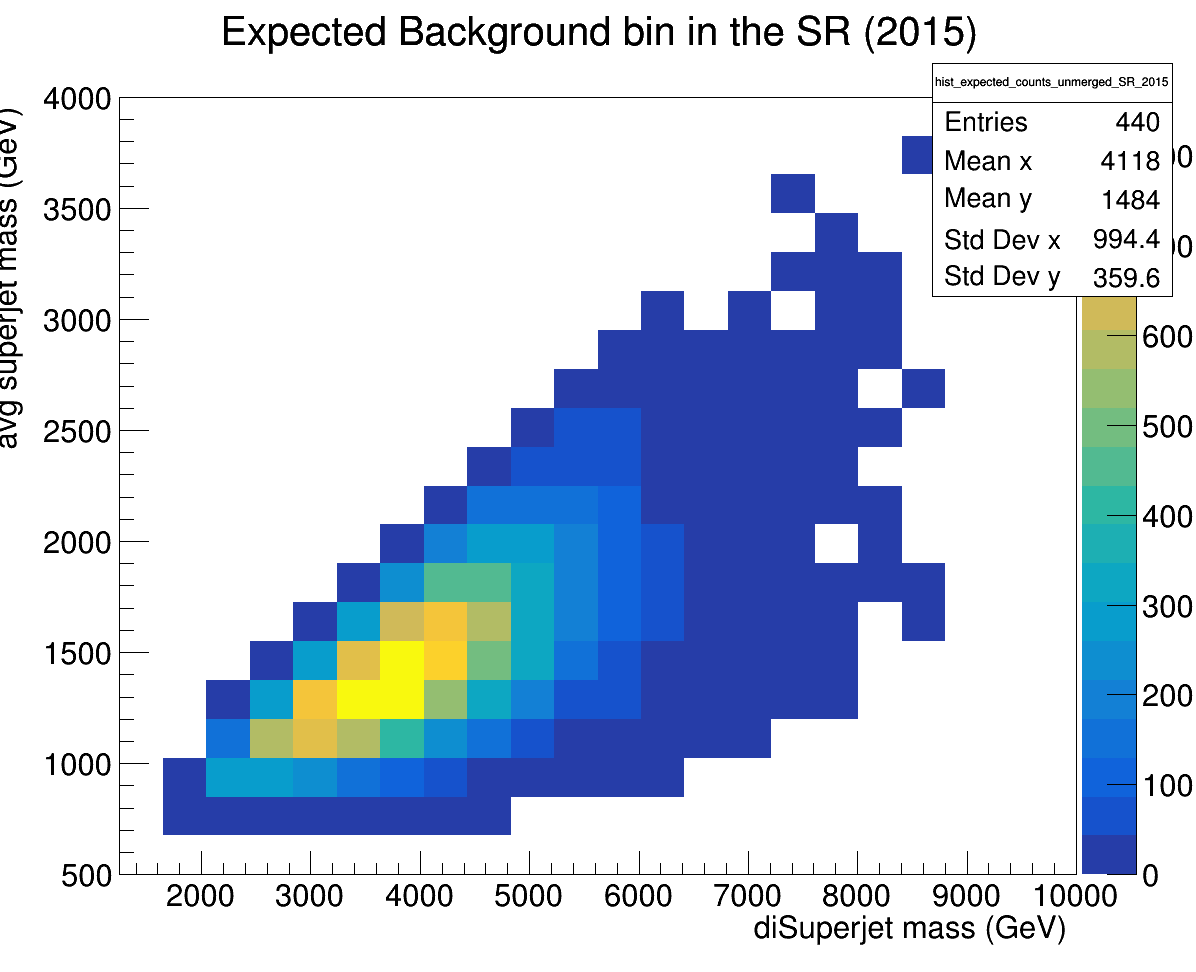 Expected Background bin in the SR (2015)
hist_expected_counts_unmerged_SR_2015
Entries 440
Mean x 4118
Mean y 1484
Std Dev x 994.4
Std Dev y 359.6
avg superjet mass (GeV)
4000
3500
3000
2500
2000
1500
1000
500
2000 3000 4000 5000 6000 7000 8000 9000 10000
diSuperjet mass (GeV)
600
500
400
300
200
100
0